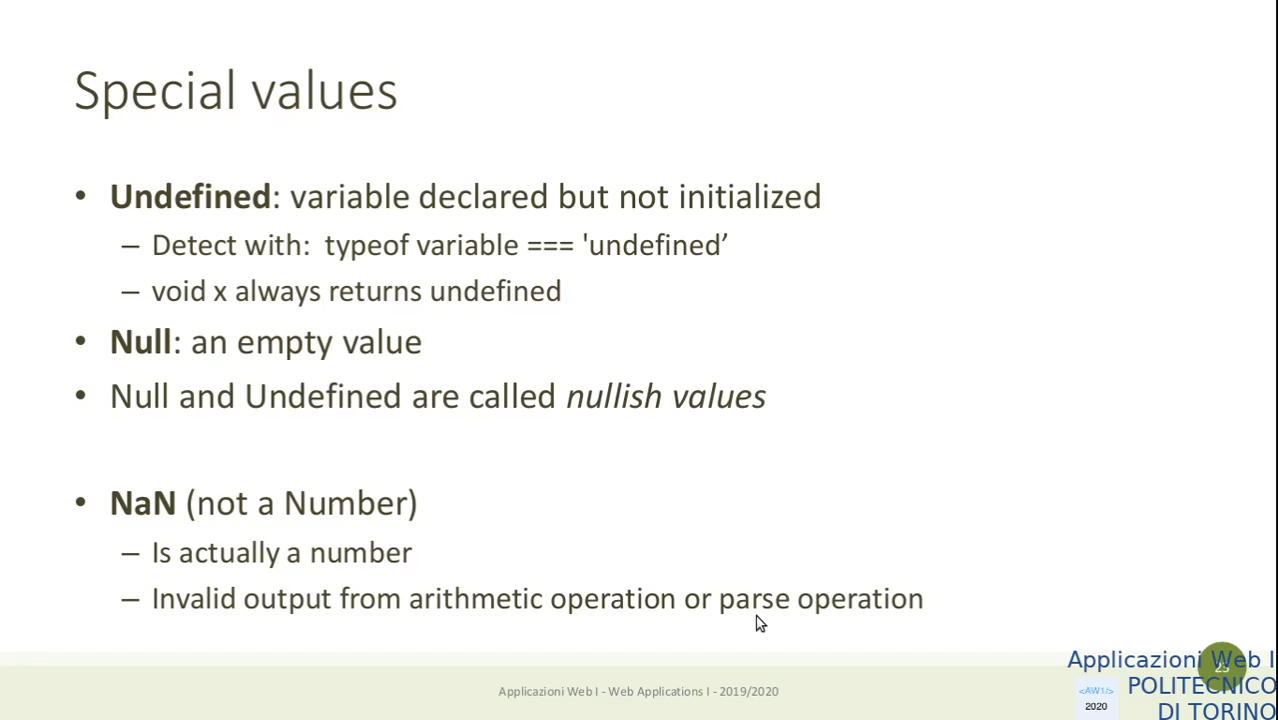 Special values
• Undefined: variable declared but not initialized
– Detect with: typeof variable === 'undefined’
– void x always returns undefined
• Null: an empty value
• Null and Undefined are called nullish values
• NaN (not a Number)
– Is actually a number
– Invalid output from arithmetic operation or parse operation
Applicazioni Web I - Web Applications I - 2019/2020
Applicazioni Web I
POLITECNICO
DI TORINO
<AW1/>
2020